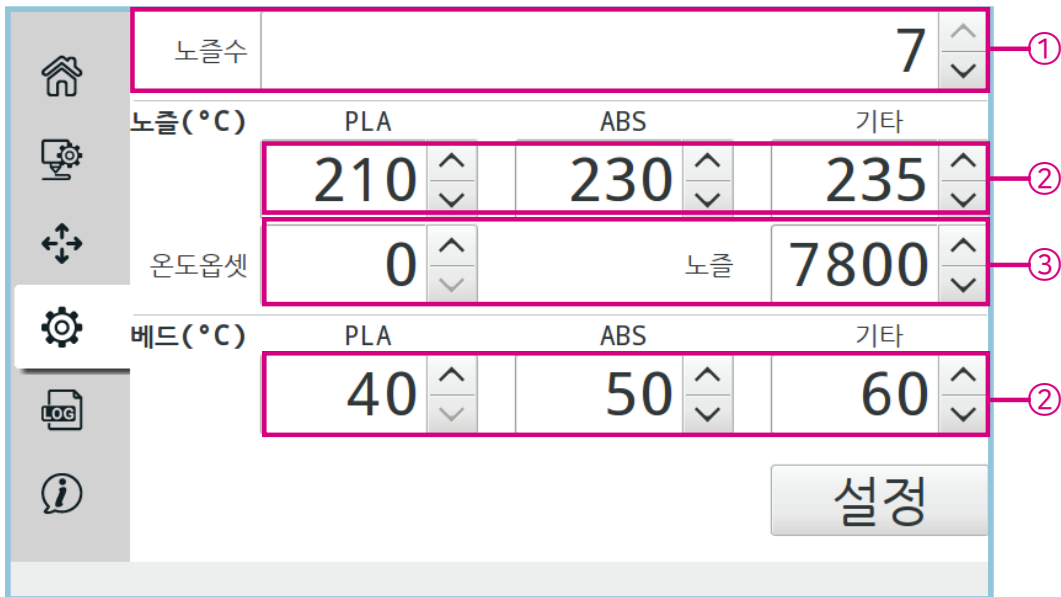 노즐수 7 ①
노즐(°C) PLA ABS 기타
210 230 235 ②
온도옵셋 0 노즐 7800 ③
베드(°C) PLA ABS 기타
40 50 60 ②
LOG
설정